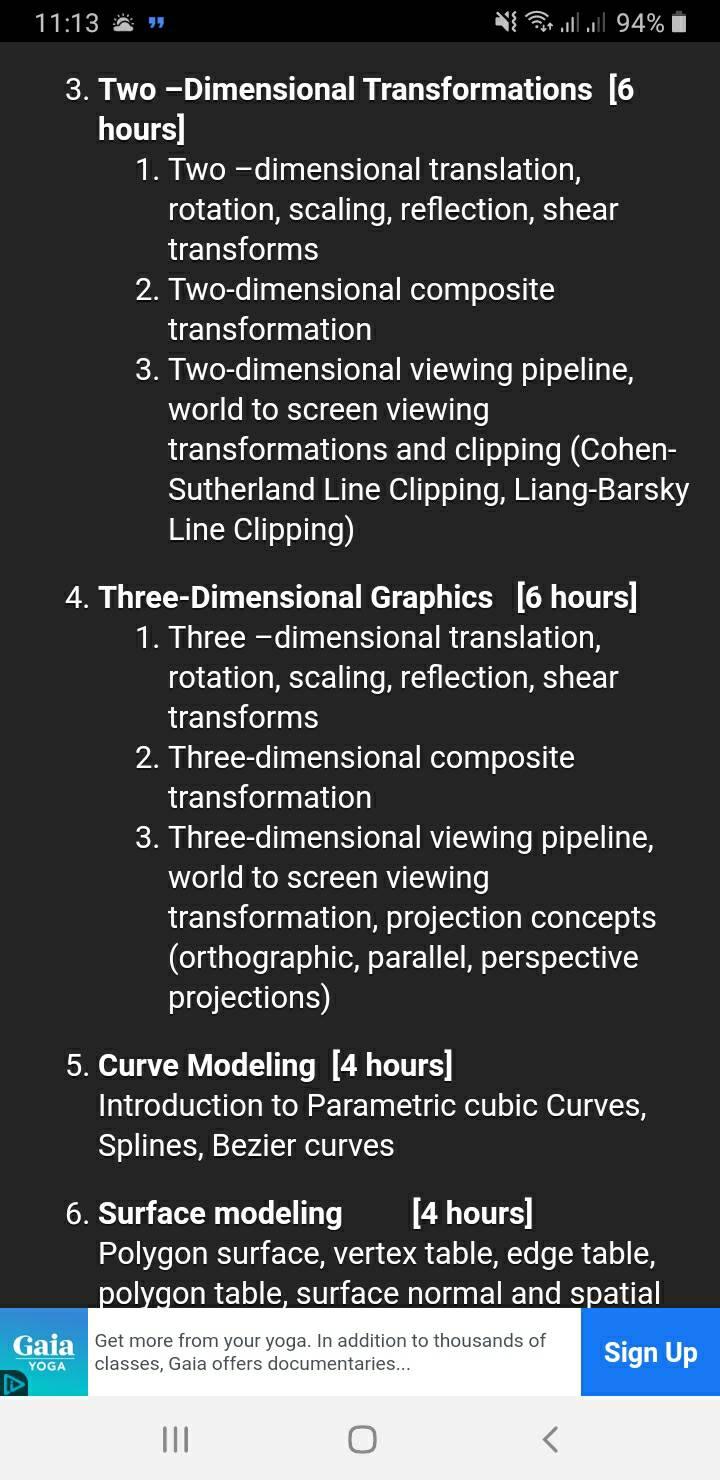 11:13 94%
3. Two –Dimensional Transformations [6
hours]
1. Two –dimensional translation,
rotation, scaling, reflection, shear
transforms
2. Two-dimensional composite
transformation
3. Two-dimensional viewing pipeline,
world to screen viewing
transformations and clipping (Cohen-
Sutherland Line Clipping, Liang-Barsky
Line Clipping)
4. Three-Dimensional Graphics [6 hours]
1. Three –dimensional translation,
rotation, scaling, reflection, shear
transforms
2. Three-dimensional composite
transformation
3. Three-dimensional viewing pipeline,
world to screen viewing
transformation, projection concepts
(orthographic, parallel, perspective
projections)
5. Curve Modeling [4 hours]
Introduction to Parametric cubic Curves,
Splines, Bezier curves
6. Surface modeling [4 hours]
Polygon surface, vertex table, edge table,
polygon table, surface normal and spatial
Gaia
YOGA
Get more from your yoga. In addition to thousands of
classes, Gaia offers documentaries...
Sign Up